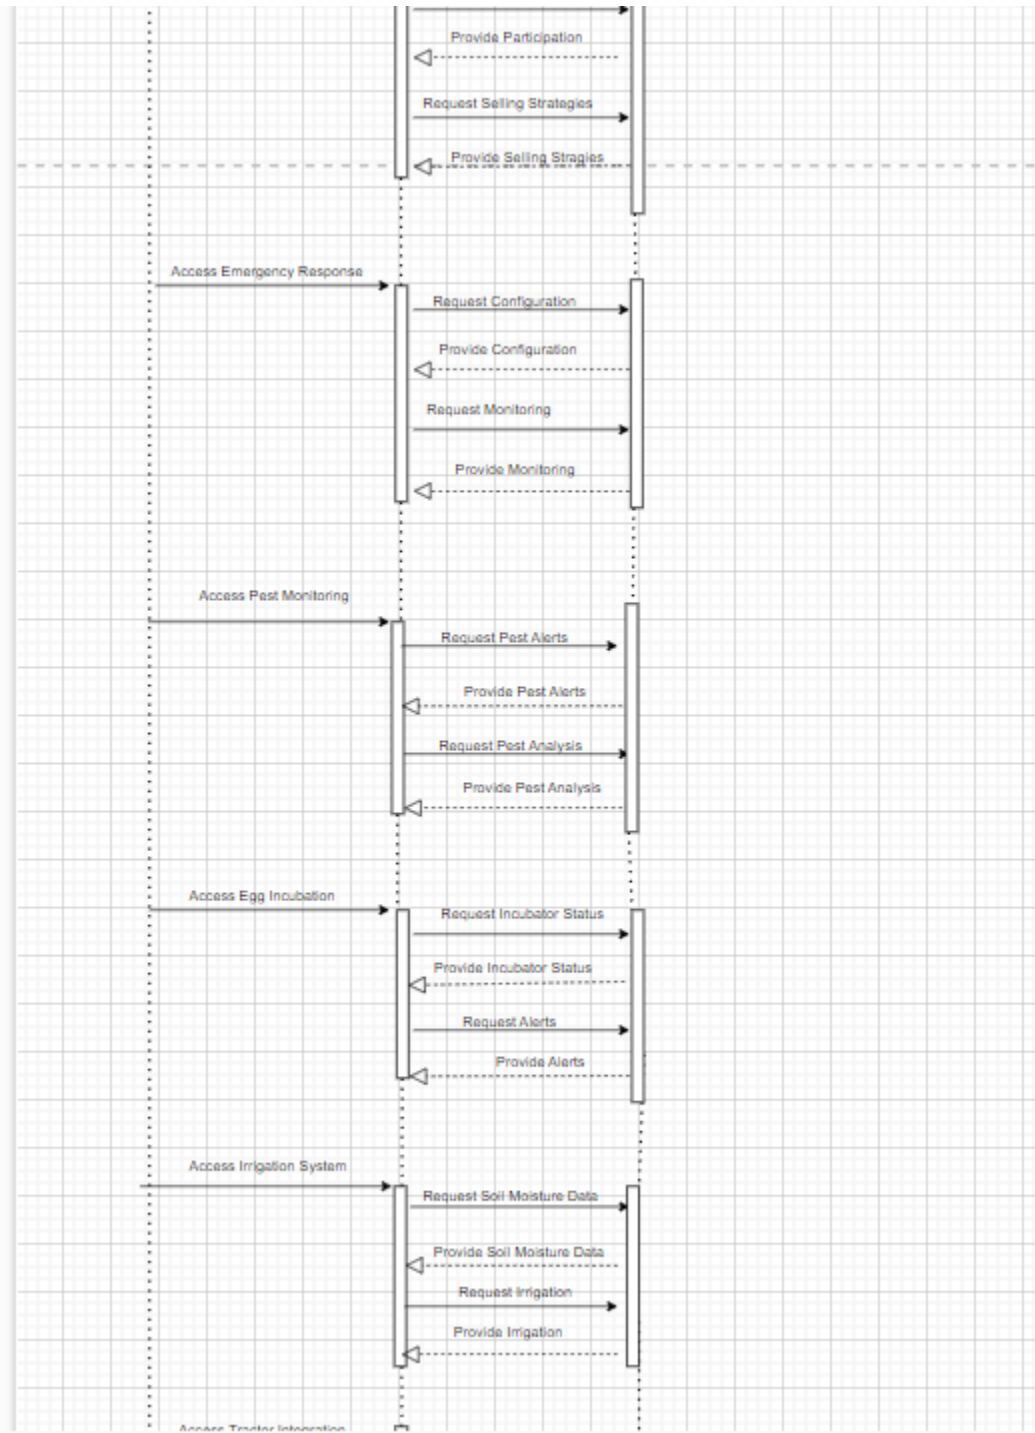 Provide Participation
Request Selling Strategies
Provide Selling Stragies
Access Emergency Response
Request Configuration
Provide Configuration
Request Monitoring
Provide Monitoring
Access Pest Monitoring
Request Pest Alerts
Provide Pest Alerts
Request Pest Analysis
Provide Pest Analysis
Access Egg Incubation
Request Incubator Status
Provide Incubator Status
Request Alerts
Provide Alerts
Access Irrigation System
Request Soil Moisture Data
Provide Soil Moisture Data
Request Irrigation
Provide Irrigation
Access Tractor Integration